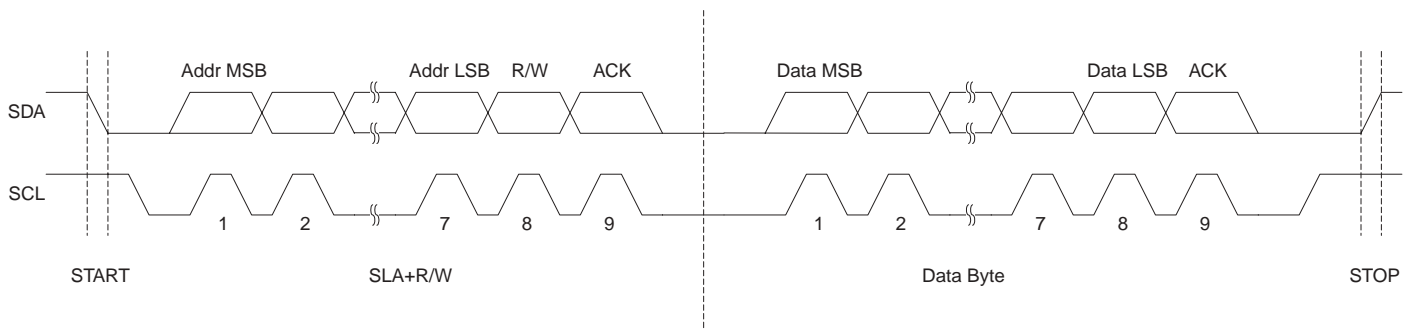 Addr MSB Addr LSB R/W ACK Data MSB Data LSB ACK
SDA
SCL
1 2 7 8 9 1 2 7 8 9
START SLA+R/W Data Byte STOP